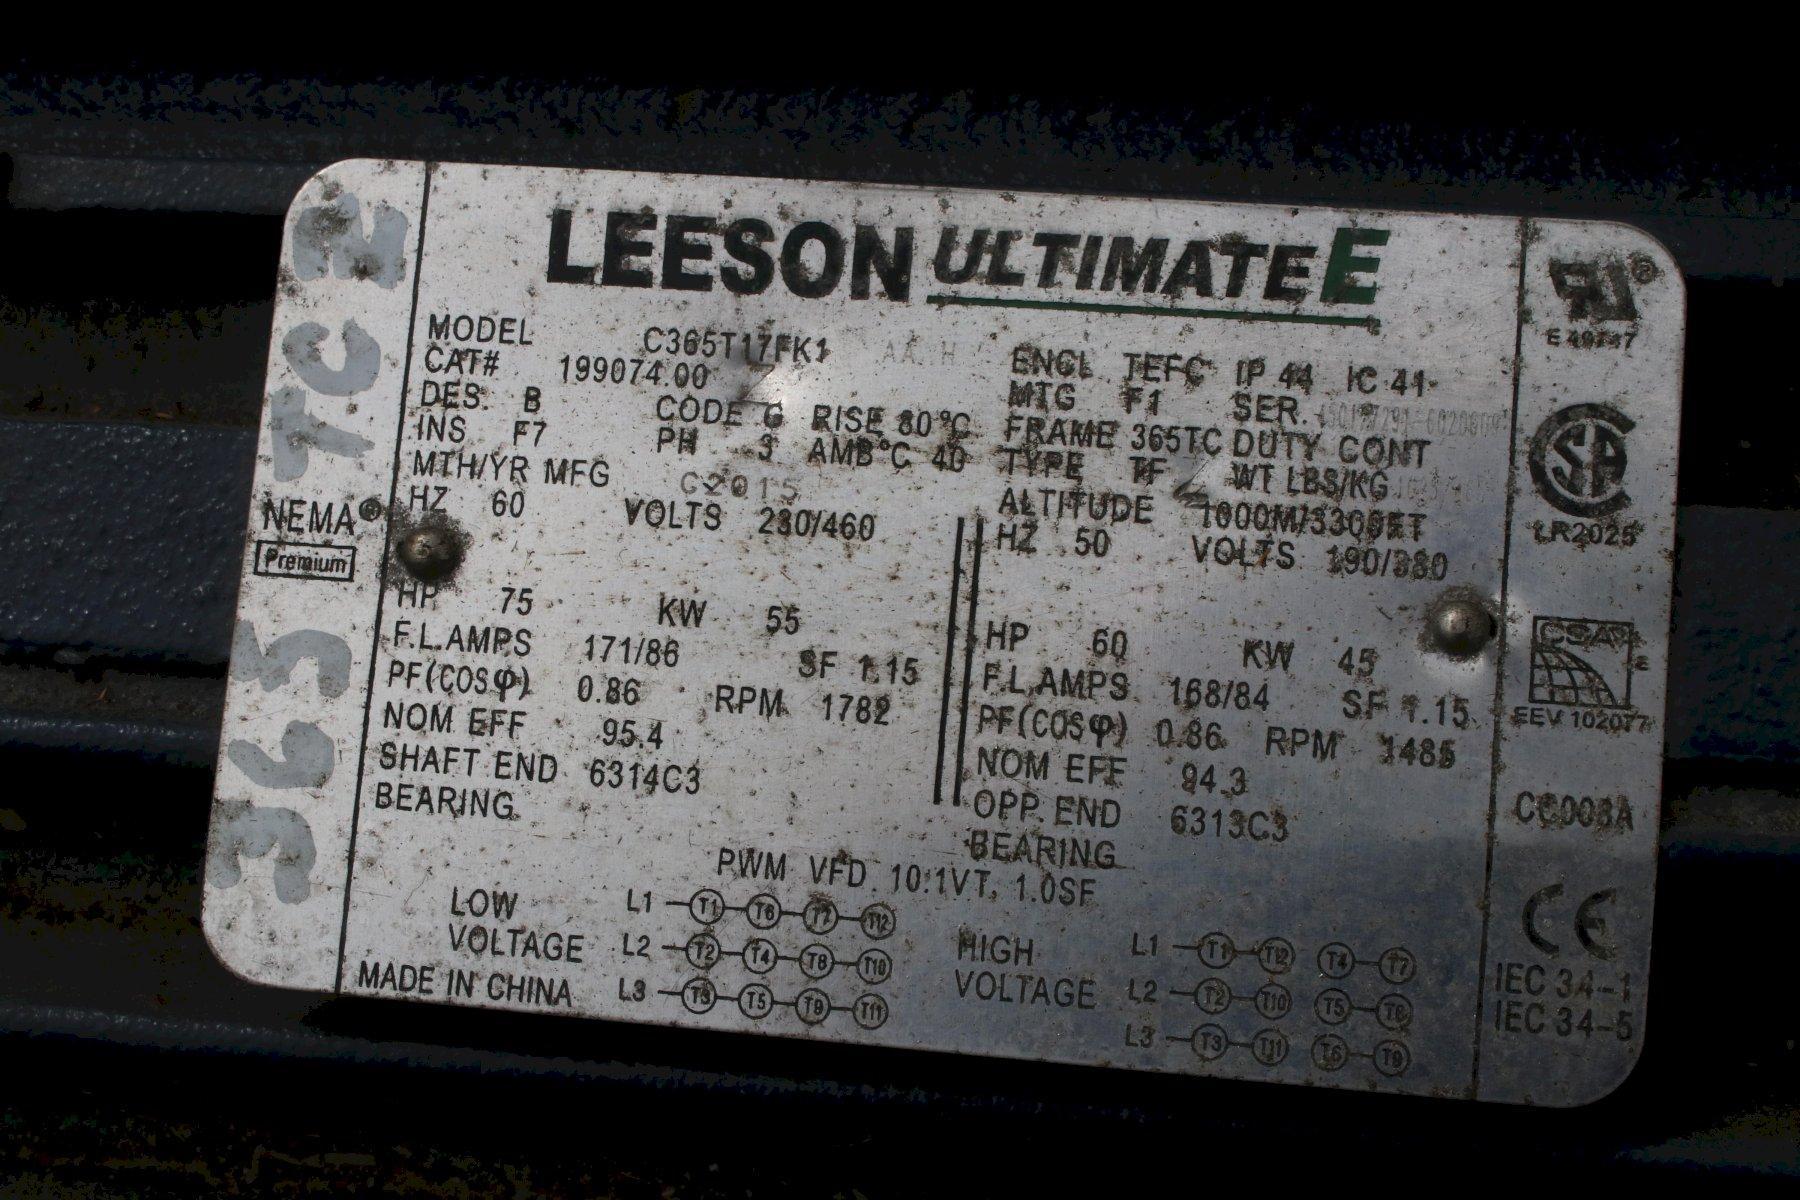 LEESON ULTIMATE E
MODEL C365T17FK1
CAT# 199074.00
DES. B CODE G RISE 80°C
INS F7 PH 3 AMB°C 40
MTH/YR MFG C2015
HZ 60 VOLTS 230/460
HP 75 KW 55
F.L.AMPS 171/86 SF 1.15
PF(COSφ) 0.86 RPM 1782
NOM EFF 95.4
SHAFT END 6314C3
BEARING
ENCL TEFC IP 44 IC 41
MTG F1 SER.
FRAME 365TC DUTY CONT
TYPE TF WT LBS/KG
ALTITUDE 1000M/3300FT
HZ 50 VOLTS 190/380
HP 60 KW 45
F.L.AMPS 168/84 SF 1.15
PF(COSφ) 0.86 RPM 1485
NOM EFF 94.3
OPP. END 6313C3
BEARING
PWM VFD. 10:1VT, 1.0SF
LOW VOLTAGE
L1 T1 T6 T7 T12
L2 T2 T4 T8 T10
L3 T3 T5 T9 T11
HIGH VOLTAGE
L1 T1 T12 T4 T7
L2 T2 T10 T5 T8
L3 T3 T11 T6 T9
MADE IN CHINA
NEMA®
Premium
365 TCZ
RU®
E 49747
CSA
LR2025
CSA
EEV 102077
CC008A
CE
IEC 34-1
IEC 34-5